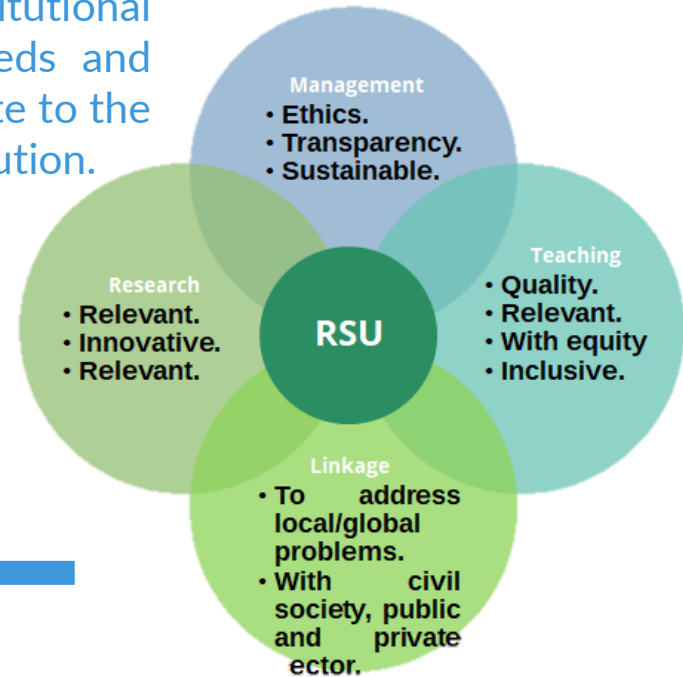 itutional
eds and
te to the
ution.
Management
• Ethics.
• Transparency.
• Sustainable.
Research
• Relevant.
• Innovative.
• Relevant.
RSU
Teaching
• Quality.
• Relevant.
• With equity
• Inclusive.
Linkage
• To address
local/global
problems.
• With civil
society, public
and private
ector.